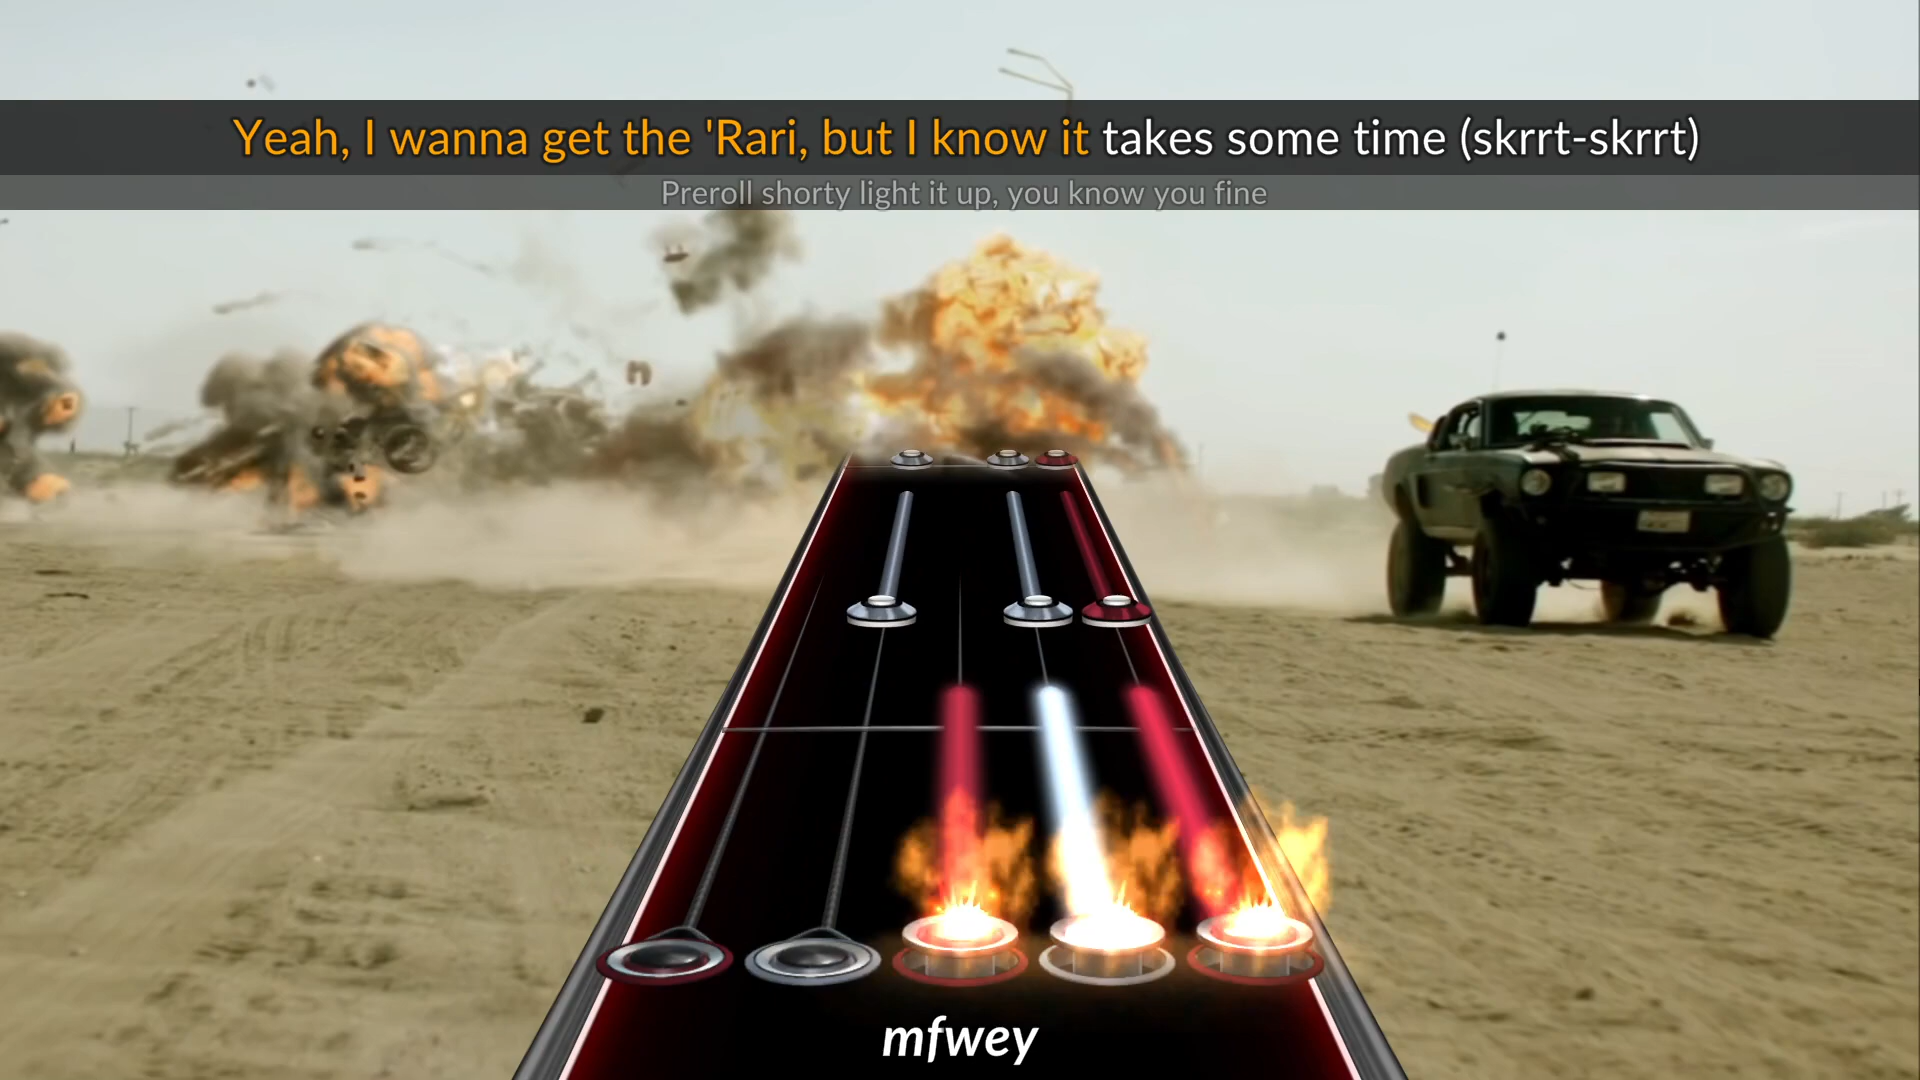 Yeah, I wanna get the 'Rari, but I know it takes some time (skrrt-skrrt)
Preroll shorty light it up, you know you fine
mfwey